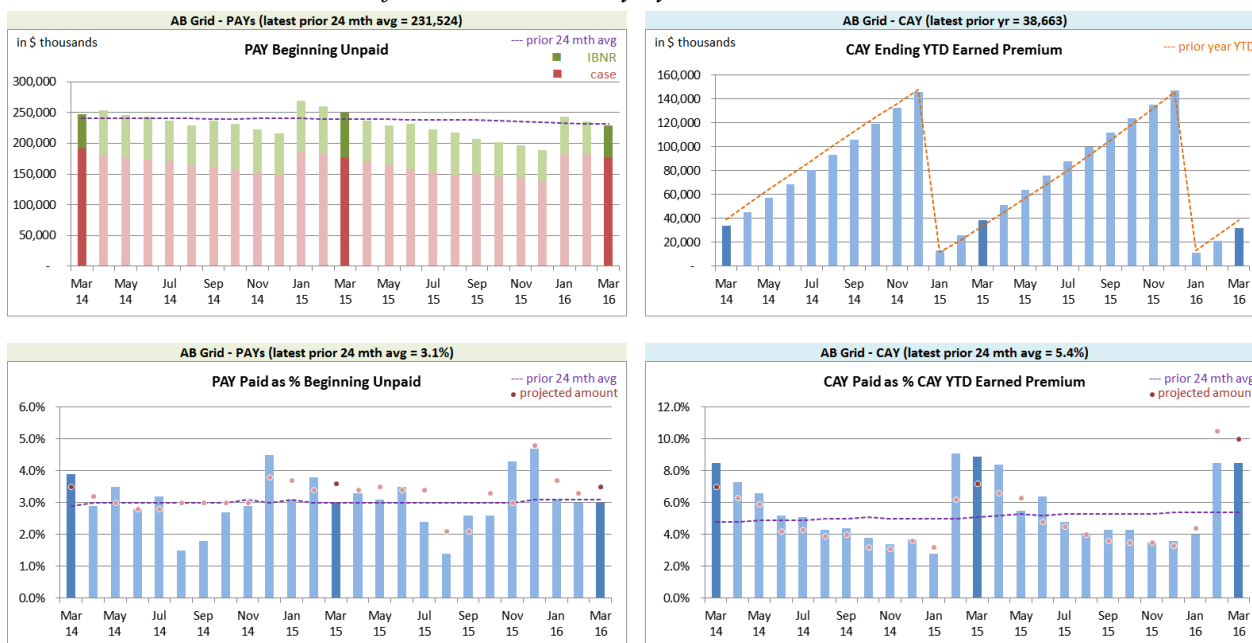 AB Grid - PAYs (latest prior 24 mth avg = 231,524)
in $ thousands
PAY Beginning Unpaid
--- prior 24 mth avg
IBNR
case
300,000
250,000
200,000
150,000
100,000
50,000
-
Mar May Jul Sep Nov Jan Mar May Jul Sep Nov Jan Mar
14 14 14 14 14 15 15 15 15 15 15 16 16
AB Grid - CAY (latest prior yr = 38,663)
in $ thousands
CAY Ending YTD Earned Premium
--- prior year YTD
160,000
140,000
120,000
100,000
80,000
60,000
40,000
20,000
-
Mar May Jul Sep Nov Jan Mar May Jul Sep Nov Jan Mar
14 14 14 14 14 15 15 15 15 15 15 16 16
AB Grid - PAYs (latest prior 24 mth avg = 3.1%)
PAY Paid as % Beginning Unpaid
--- prior 24 mth avg
• projected amount
6.0%
5.0%
4.0%
3.0%
2.0%
1.0%
0.0%
Mar May Jul Sep Nov Jan Mar May Jul Sep Nov Jan Mar
14 14 14 14 14 15 15 15 15 15 15 16 16
AB Grid - CAY (latest prior 24 mth avg = 5.4%)
CAY Paid as % CAY YTD Earned Premium
--- prior 24 mth avg
• projected amount
12.0%
10.0%
8.0%
6.0%
4.0%
2.0%
0.0%
Mar May Jul Sep Nov Jan Mar May Jul Sep Nov Jan Mar
14 14 14 14 14 15 15 15 15 15 15 16 16